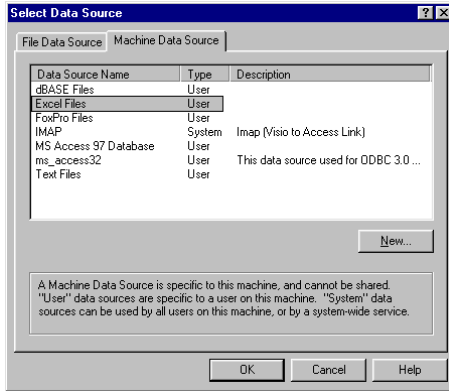 Select Data Source
File Data Source Machine Data Source
Data Source Name Type Description
dBASE Files User
Excel Files User
FoxPro Files User
IMAP System Imap (Visio to Access Link)
MS Access 97 Database User
ms_access32 User This data source used for ODBC 3.0 ...
Text Files User
New...
A Machine Data Source is specific to this machine, and cannot be shared.
"User" data sources are specific to a user on this machine. "System" data
sources can be used by all users on this machine, or by a system-wide service.
OK Cancel Help